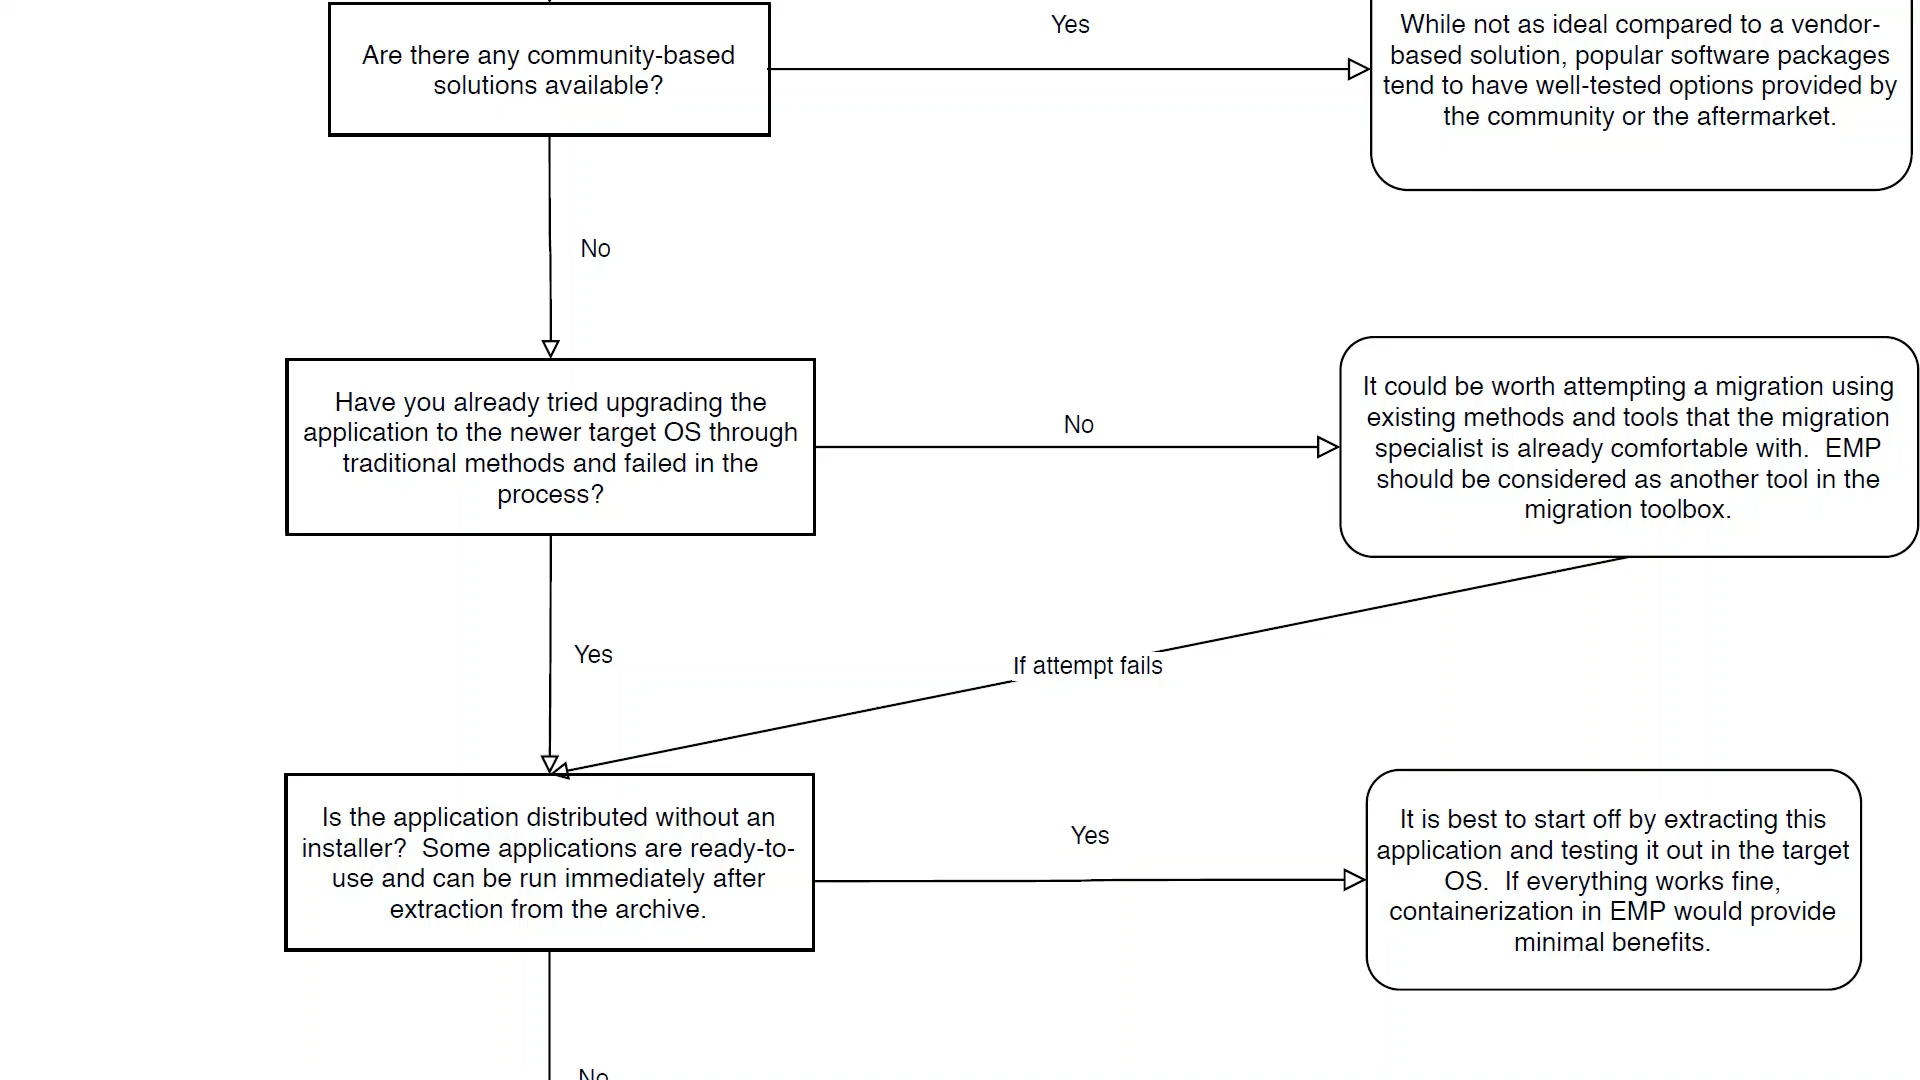 Are there any community-based
solutions available?
Yes
While not as ideal compared to a vendor-
based solution, popular software packages
tend to have well-tested options provided by
the community or the aftermarket.
No
Have you already tried upgrading the
application to the newer target OS through
traditional methods and failed in the
process?
No
It could be worth attempting a migration using
existing methods and tools that the migration
specialist is already comfortable with.  EMP
should be considered as another tool in the
migration toolbox.
Yes
If attempt fails
Is the application distributed without an
installer?  Some applications are ready-to-
use and can be run immediately after
extraction from the archive.
Yes
It is best to start off by extracting this
application and testing it out in the target
OS.  If everything works fine,
containerization in EMP would provide
minimal benefits.
No